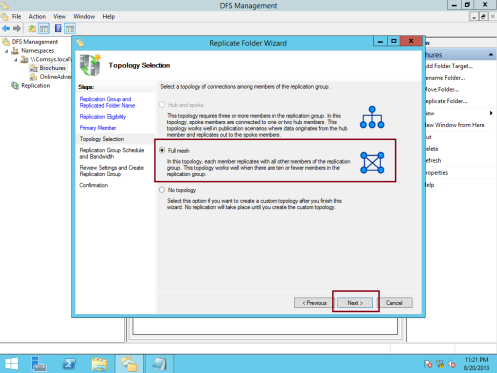 DFS Management
File Action View Window Help
DFS Management
Namespaces
\\Comsys.local\
Brochures
OnlineAdver
Replication
Replicate Folder Wizard
Topology Selection
Steps:
Replication Group and
Replicated Folder Name
Replication Eligibility
Primary Member
Topology Selection
Replication Group Schedule
and Bandwidth
Review Settings and Create
Replication Group
Confirmation
Select a topology of connections among members of the replication group.
Hub and spoke
This topology requires three or more members in the replication group. In this
topology, spoke members are connected to one or two hub members. This
topology works well in publication scenarios where data originates from the hub
member and replicates out to the spoke members.
Full mesh
In this topology, each member replicates with all other members of the replication
group. This topology works well when there are ten or fewer members in the
replication group.
No topology
Select this option if you want to create a custom topology after you finish this
wizard. No replication will take place until you create the custom topology.
< Previous Next > Cancel
hures
dd Folder Target...
ename Folder...
ove Folder...
eplicate Folder...
iew
ew Window from Here
ut
elete
efresh
roperties
elp
11:21 PM
8/20/2013